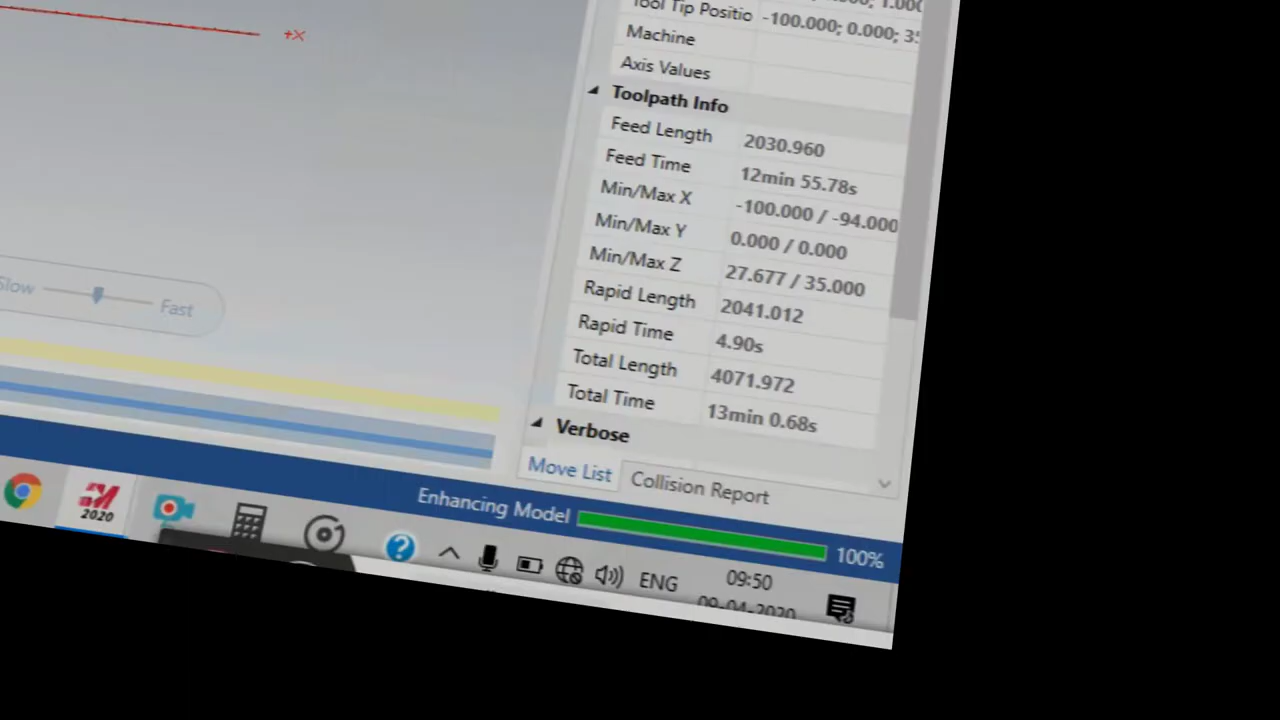 +X
Tool Tip Positio -100.000; 0.000;
Machine
Axis Values
Toolpath Info
Feed Length 2030.960
Feed Time 12min 55.78s
Min/Max X -100.000 / -94.000
Min/Max Y 0.000 / 0.000
Min/Max Z 27.677 / 35.000
Rapid Length 2041.012
Rapid Time 4.90s
Total Length 4071.972
Total Time 13min 0.68s
Verbose
Slow Fast
Move List Collision Report
Enhancing Model 100%
2020
ENG 09:50
09-04-2020